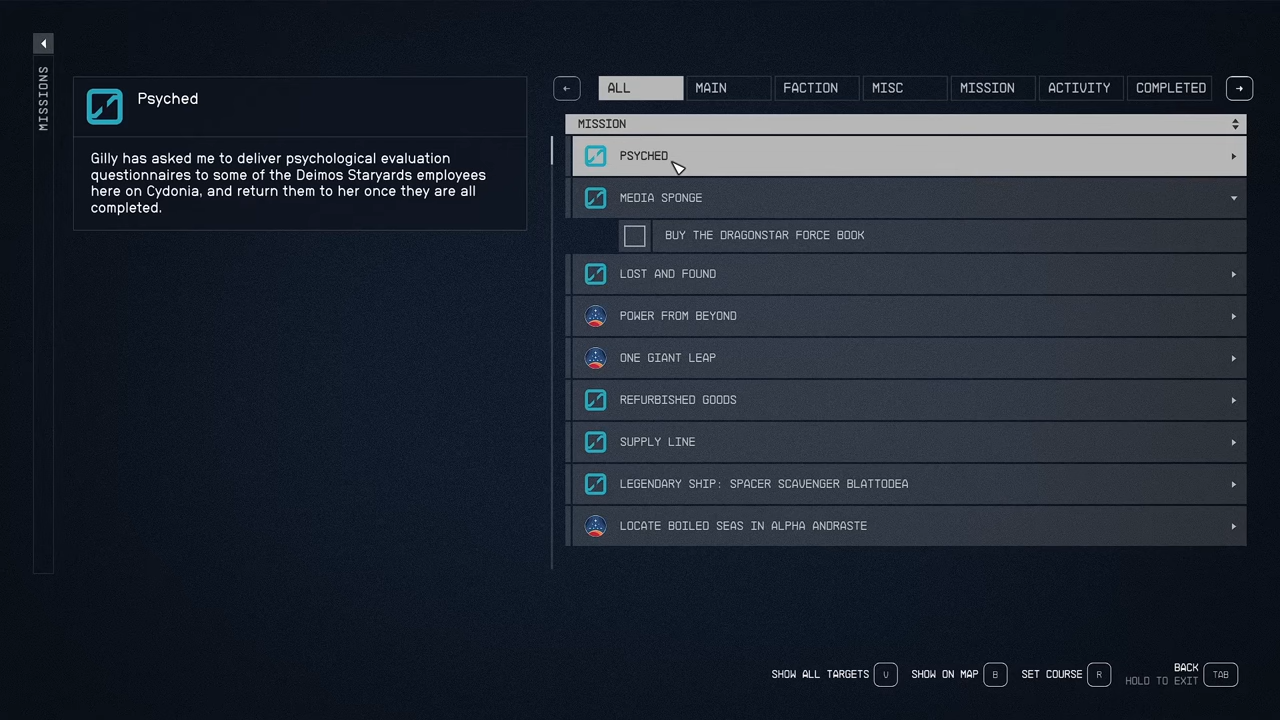 MISSIONS
Psyched
Gilly has asked me to deliver psychological evaluation
questionnaires to some of the Deimos Staryards employees
here on Cydonia, and return them to her once they are all
completed.
ALL MAIN FACTION MISC MISSION ACTIVITY COMPLETED
MISSION
PSYCHED
MEDIA SPONGE
BUY THE DRAGONSTAR FORCE BOOK
LOST AND FOUND
POWER FROM BEYOND
ONE GIANT LEAP
REFURBISHED GOODS
SUPPLY LINE
LEGENDARY SHIP: SPACER SCAVENGER BLATTODEA
LOCATE BOILED SEAS IN ALPHA ANDRASTE
SHOW ALL TARGETS V SHOW ON MAP B SET COURSE R BACK TAB
HOLD TO EXIT